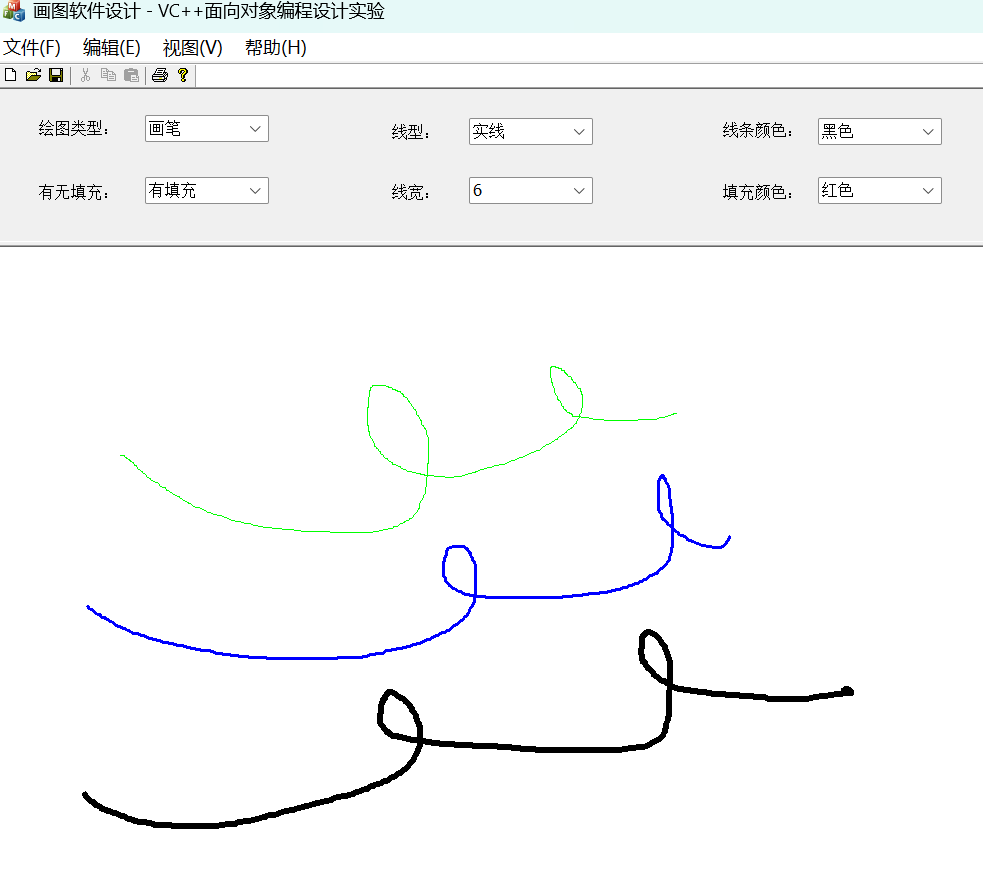 画图软件设计 - VC++面向对象编程设计实验
文件(F) 编辑(E) 视图(V) 帮助(H)
绘图类型： 画笔 线型： 实线 线条颜色： 黑色
有无填充： 有填充 线宽： 6 填充颜色： 红色